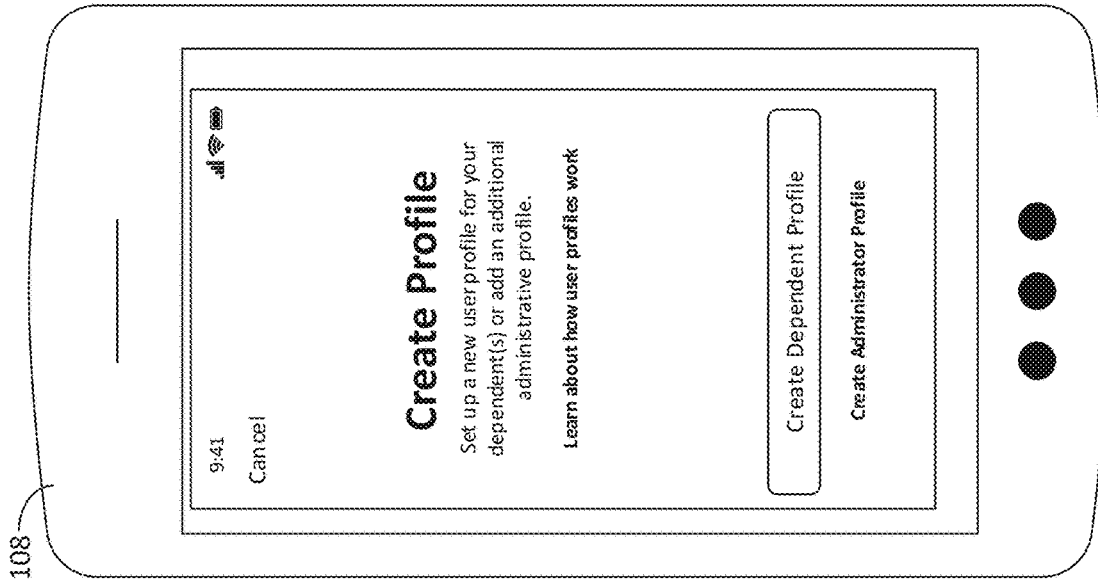 108
9:41
Cancel
Create Profile
Set up a new user profile for your
dependent(s) or add an additional
administrative profile.
Learn about how user profiles work
Create Dependent Profile
Create Administrator Profile